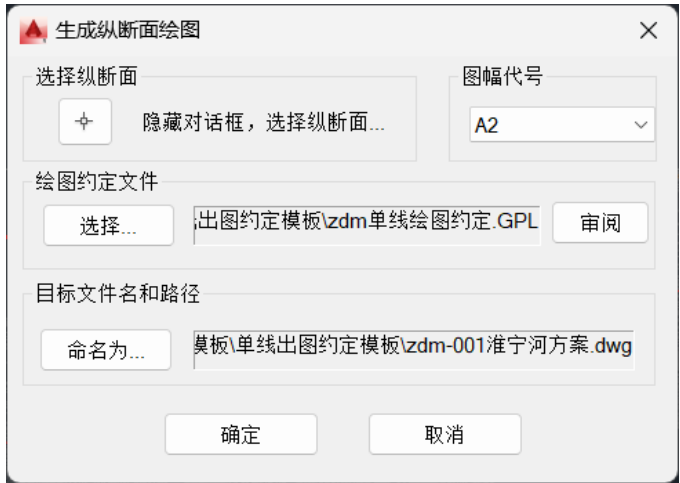 生成纵断面绘图
选择纵断面
图幅代号
隐藏对话框，选择纵断面...
A2
绘图约定文件
选择...
出图约定模板\zdm单线绘图约定.GPL
审阅
目标文件名和路径
命名为...
模板\单线出图约定模板\zdm-001淮宁河方案.dwg
确定
取消